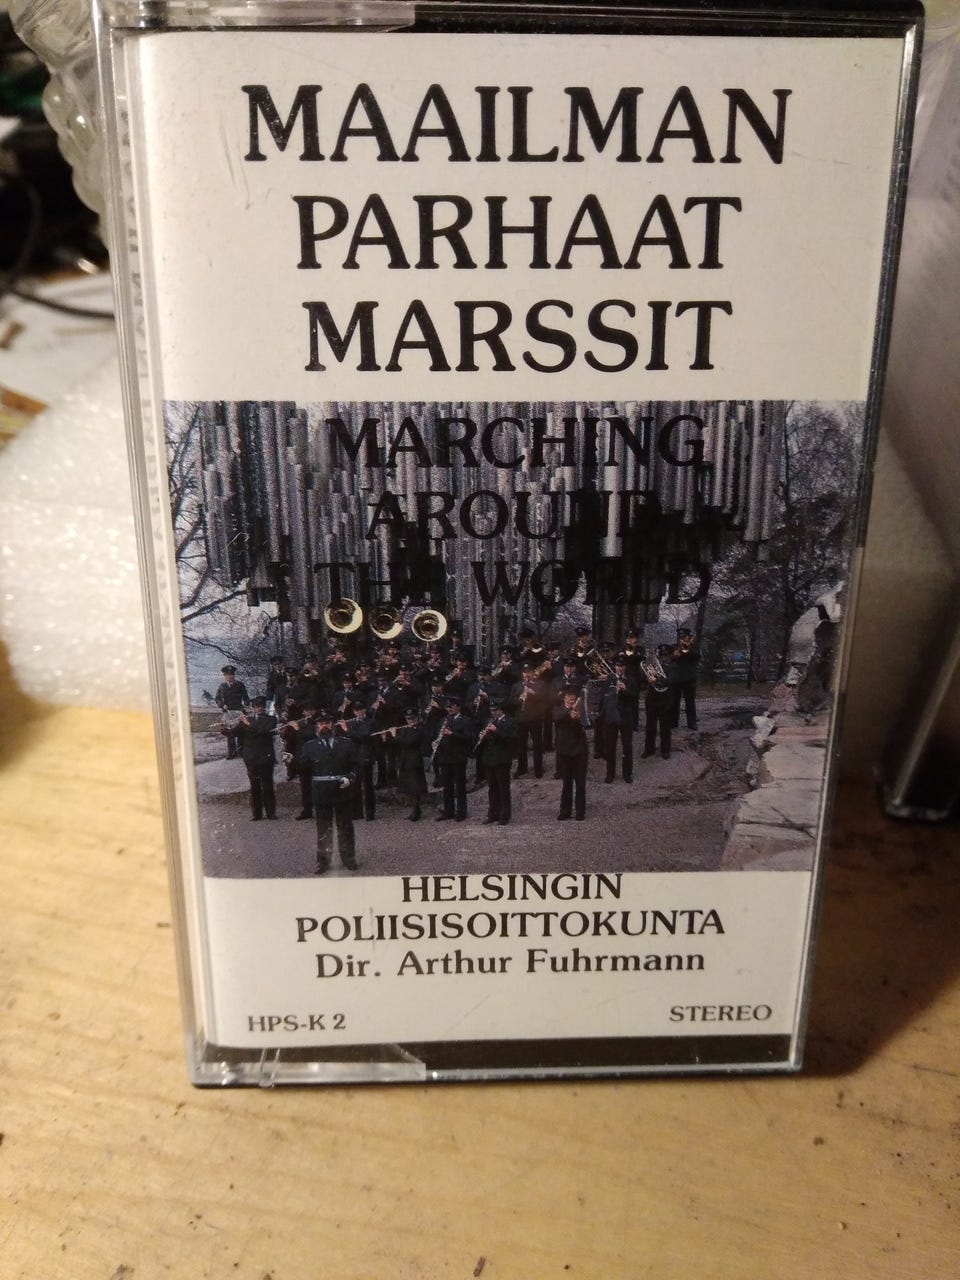 MAAILMAN
PARHAAT
MARSSIT
MARCHING
AROUND
THE WORLD
HELSINGIN
POLIISISOITTOKUNTA
Dir. Arthur Fuhrmann
HPS-K 2
STEREO